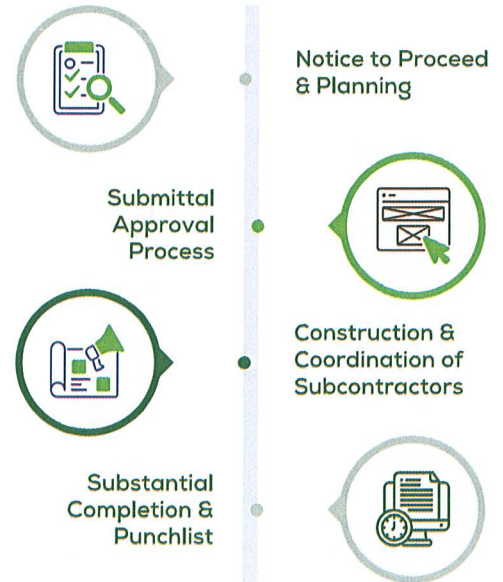 Notice to Proceed
& Planning
Submittal
Approval
Process
Construction &
Coordination of
Subcontractors
Substantial
Completion &
Punchlist